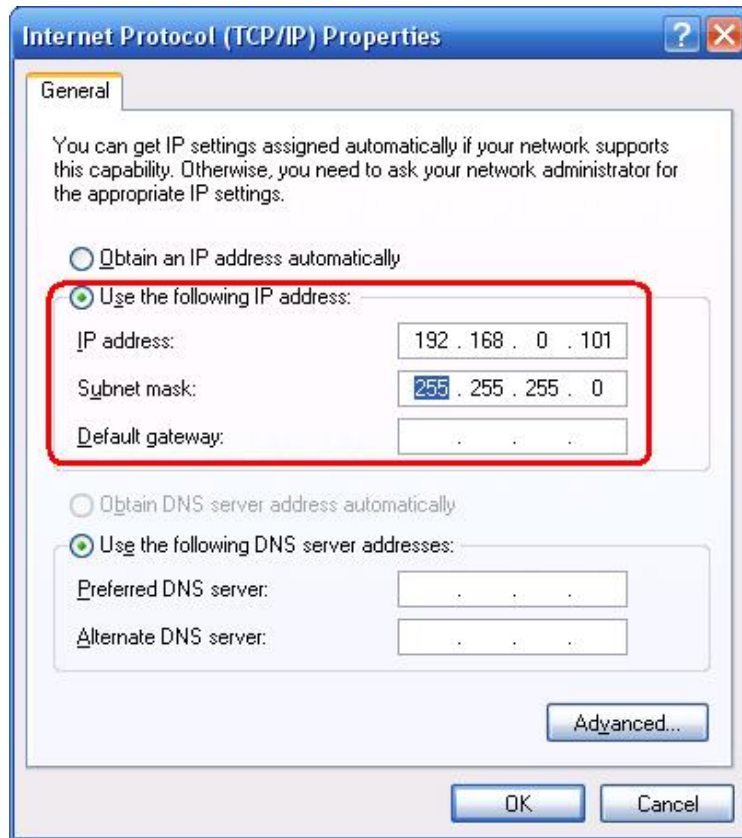 Internet Protocol (TCP/IP) Properties
General
You can get IP settings assigned automatically if your network supports
this capability. Otherwise, you need to ask your network administrator for
the appropriate IP settings.
Obtain an IP address automatically
Use the following IP address:
IP address: 192 . 168 . 0 . 101
Subnet mask: 255 . 255 . 255 . 0
Default gateway: . . .
Obtain DNS server address automatically
Use the following DNS server addresses:
Preferred DNS server: . . .
Alternate DNS server: . . .
Advanced...
OK Cancel